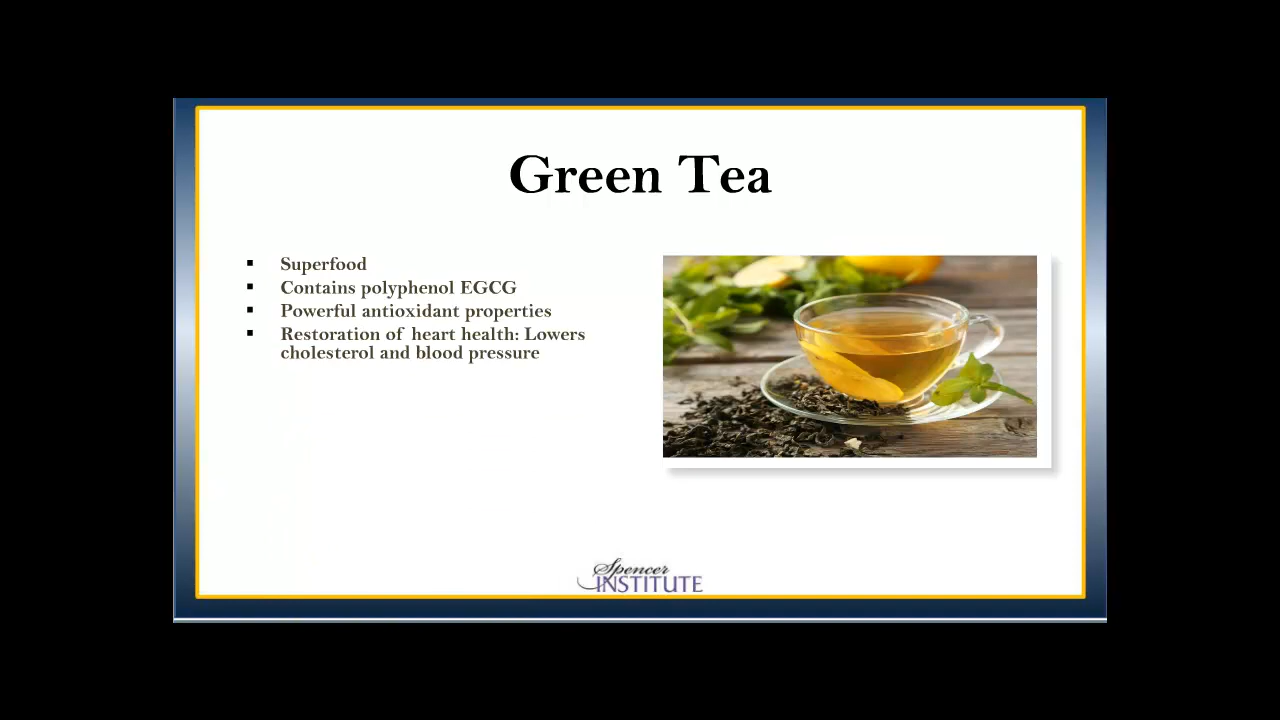 Green Tea
▪ Superfood
▪ Contains polyphenol EGCG
▪ Powerful antioxidant properties
▪ Restoration of heart health: Lowers
cholesterol and blood pressure
Spencer
INSTITUTE